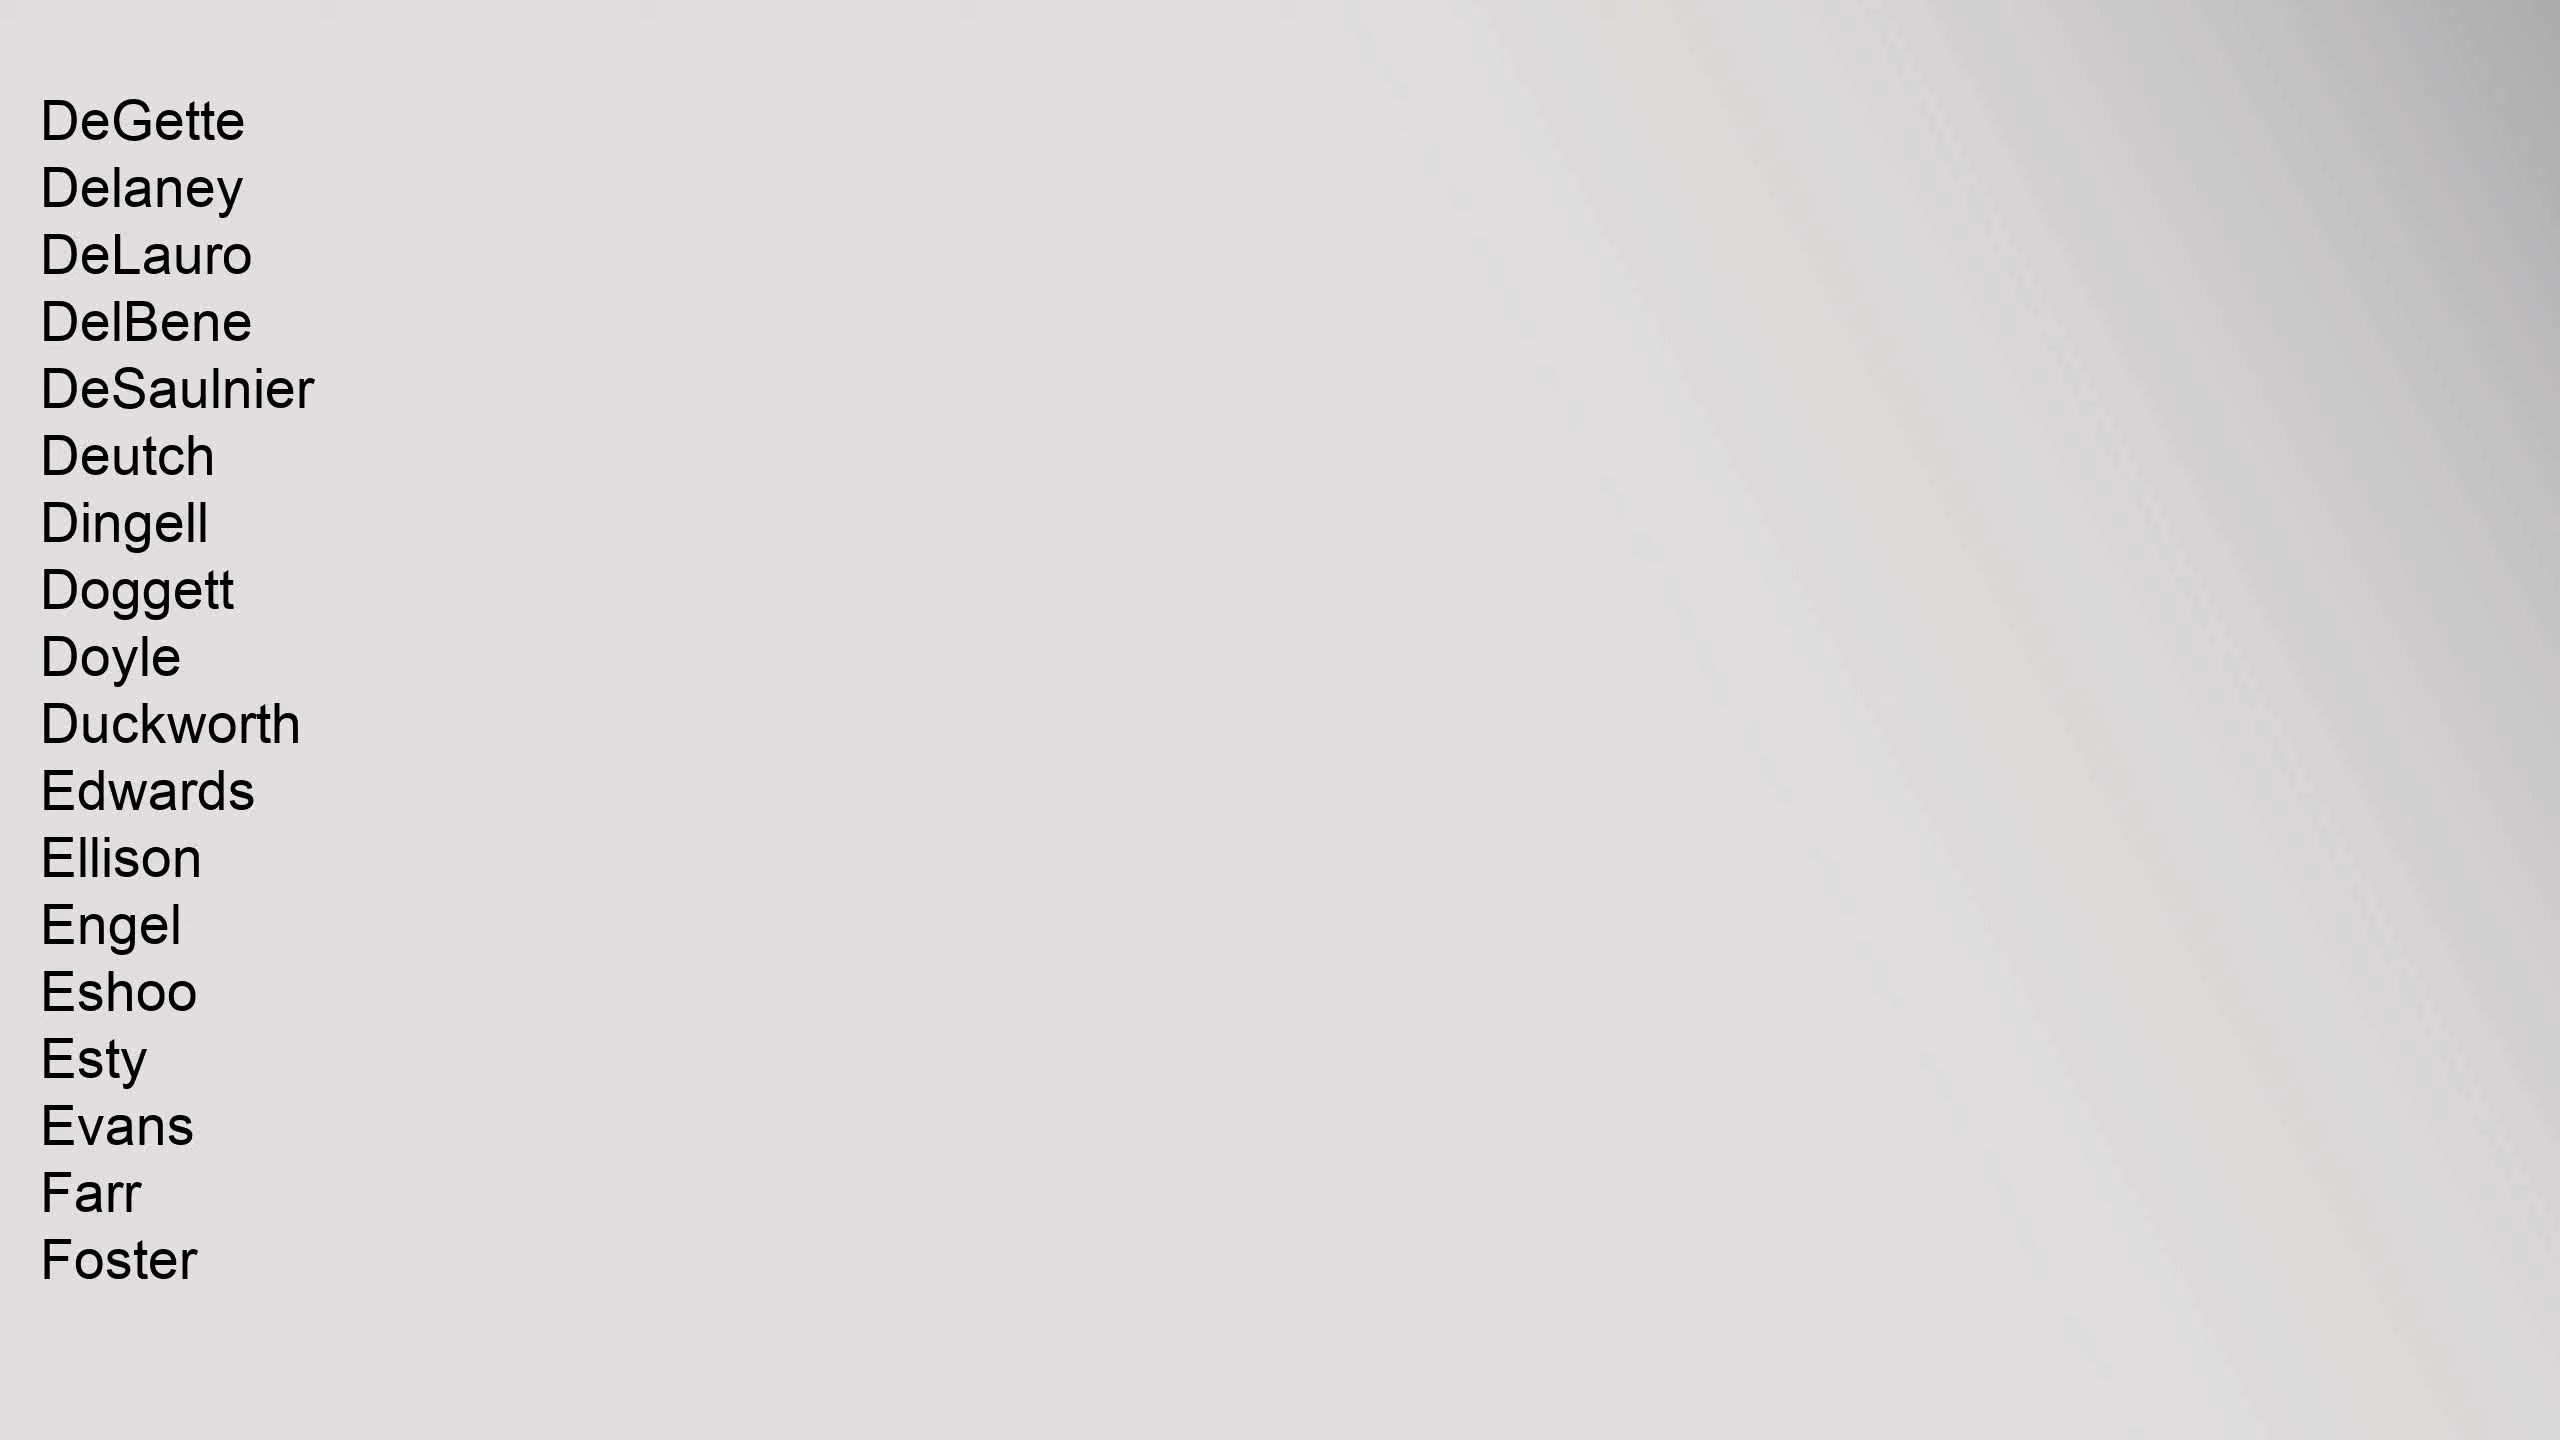 DeGette
Delaney
DeLauro
DelBene
DeSaulnier
Deutch
Dingell
Doggett
Doyle
Duckworth
Edwards
Ellison
Engel
Eshoo
Esty
Evans
Farr
Foster